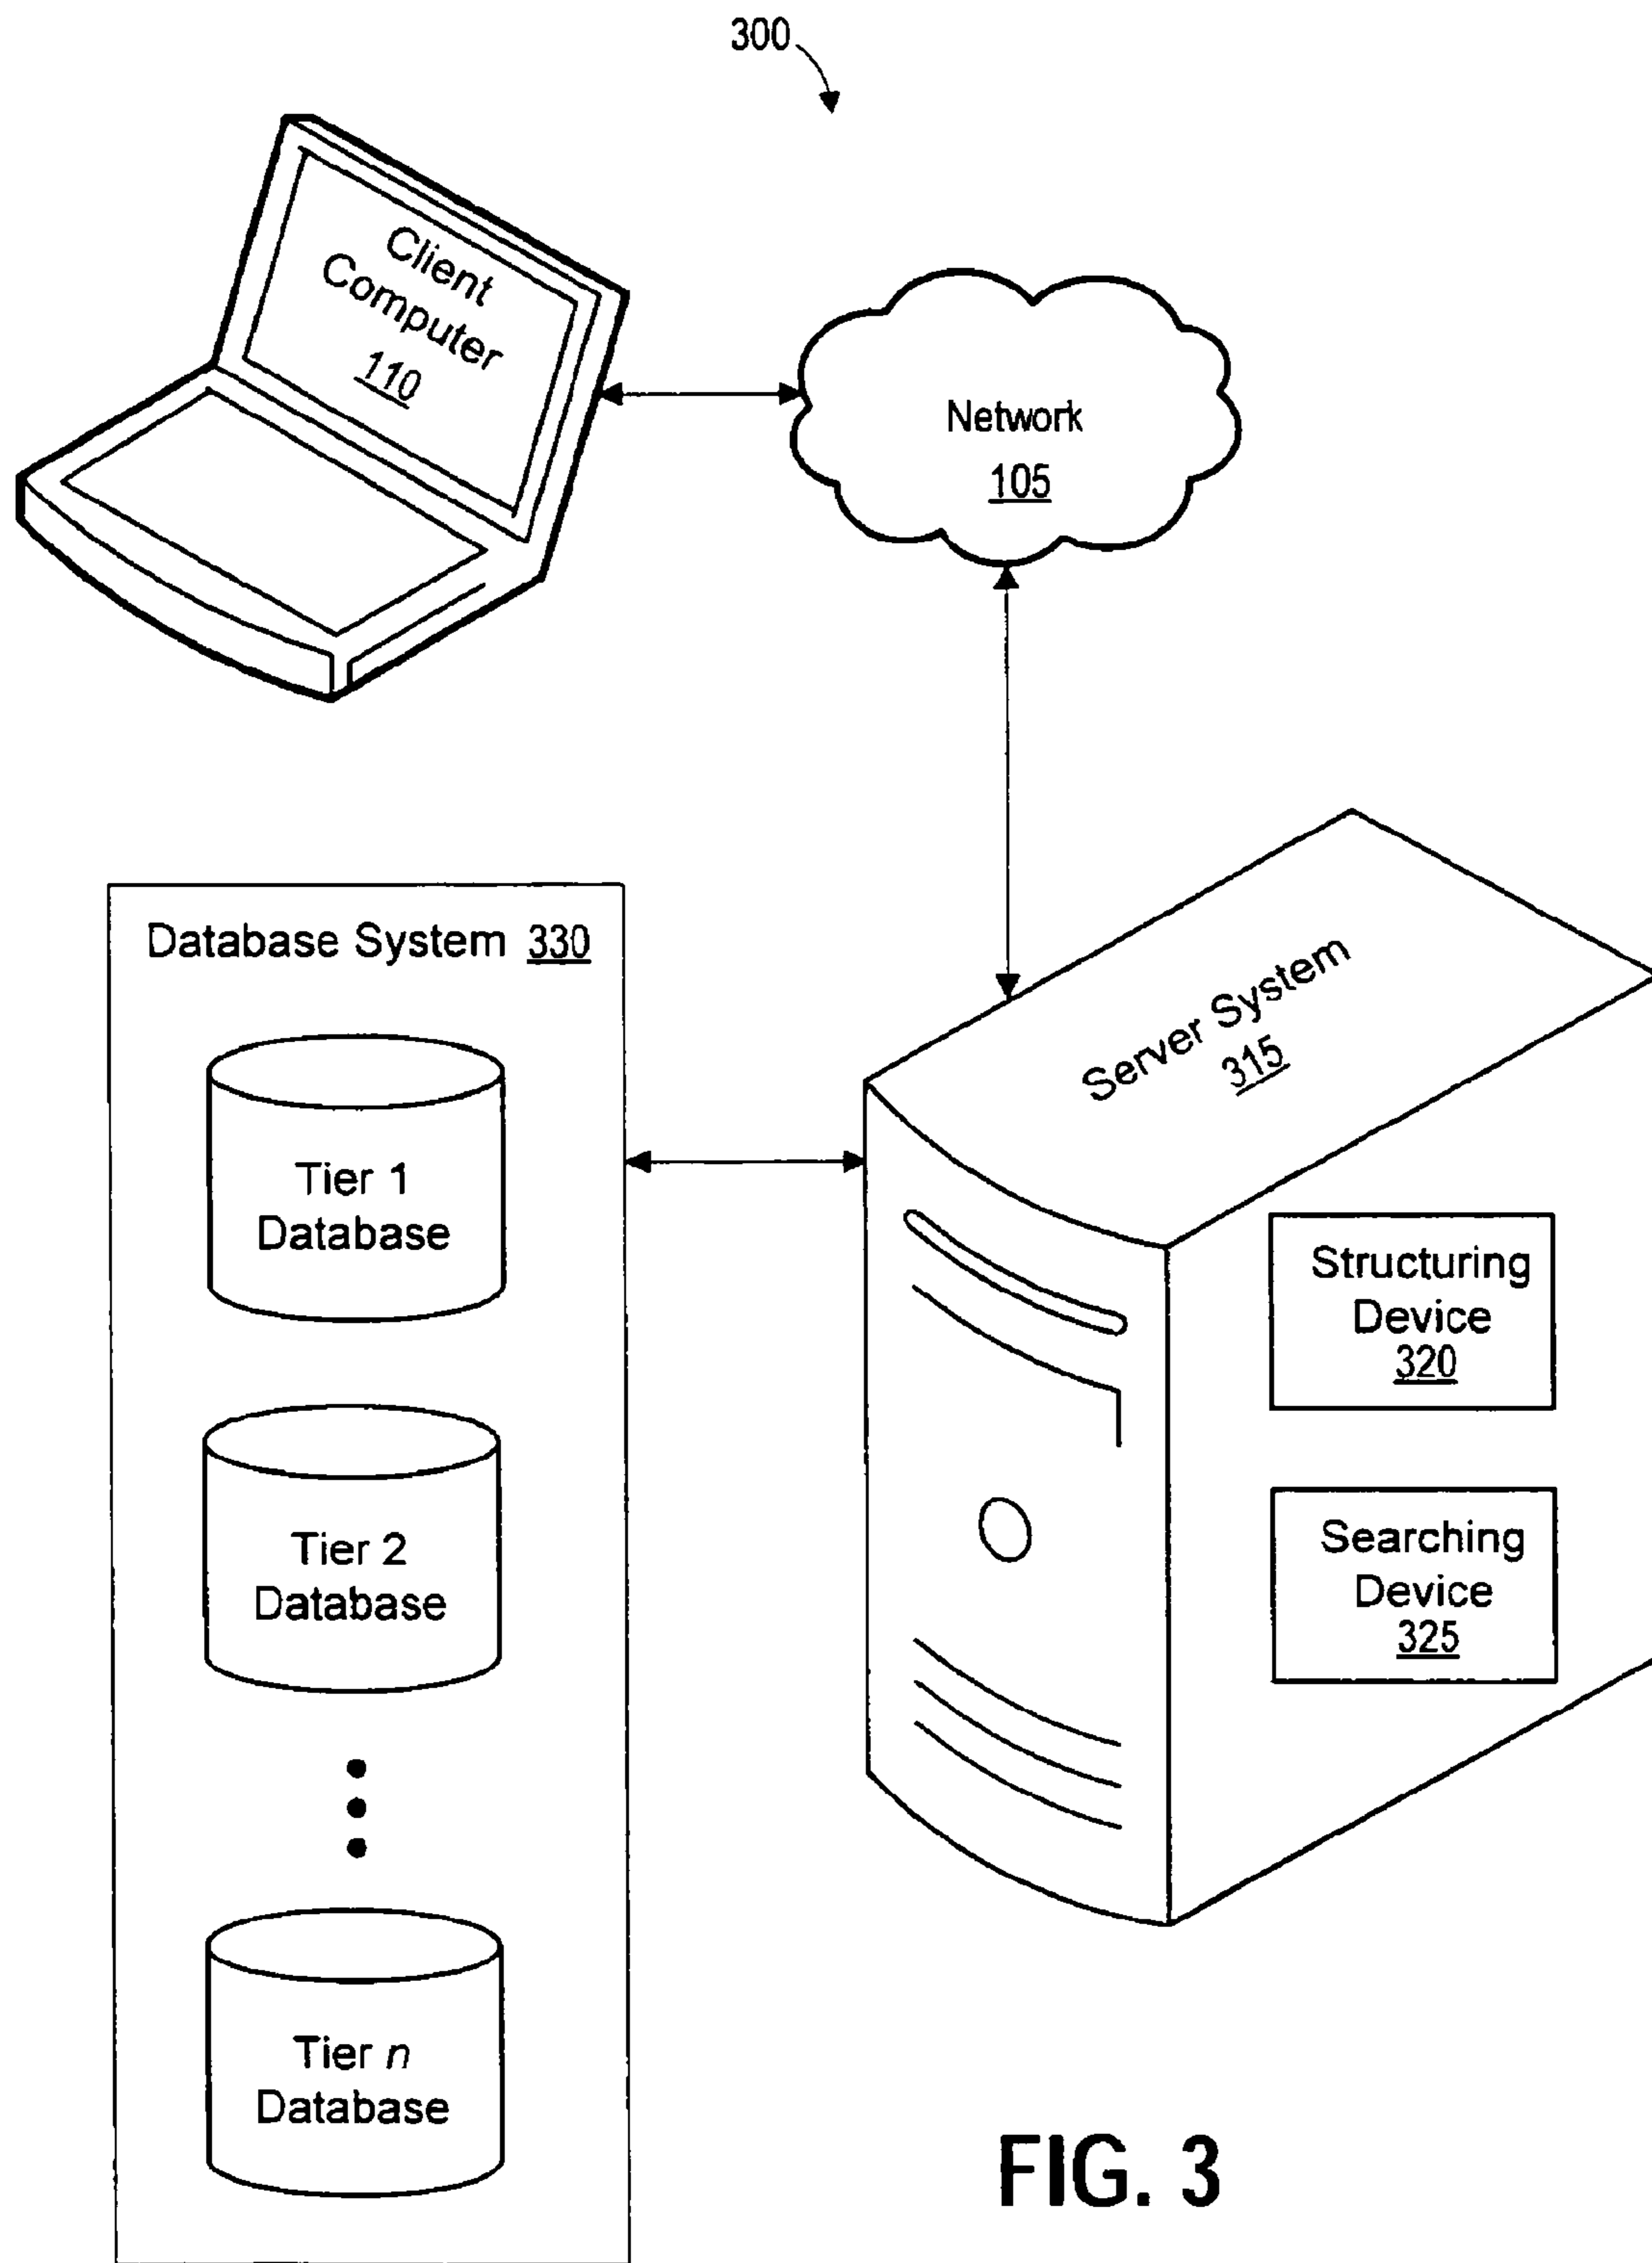 300
Client
Computer
110
Network
105
Database System 330
Server System
315
Tier 1
Database
Structuring
Device
320
Tier 2
Database
Searching
Device
325
Tier n
Database
FIG. 3